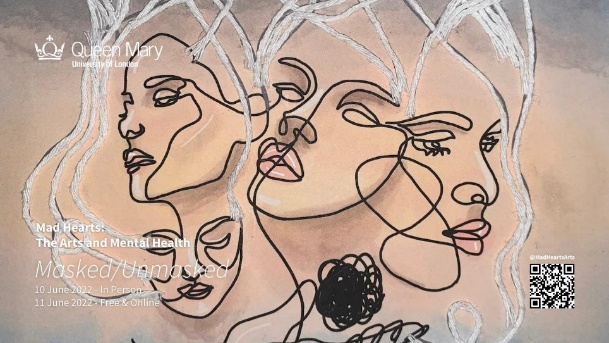 Queen Mary
University of London
Mad Hearts:
The Arts and Mental Health
Masked/Unmasked
10 June 2022 - In Person
11 June 2022 - Free & Online
@MadHeartsArts